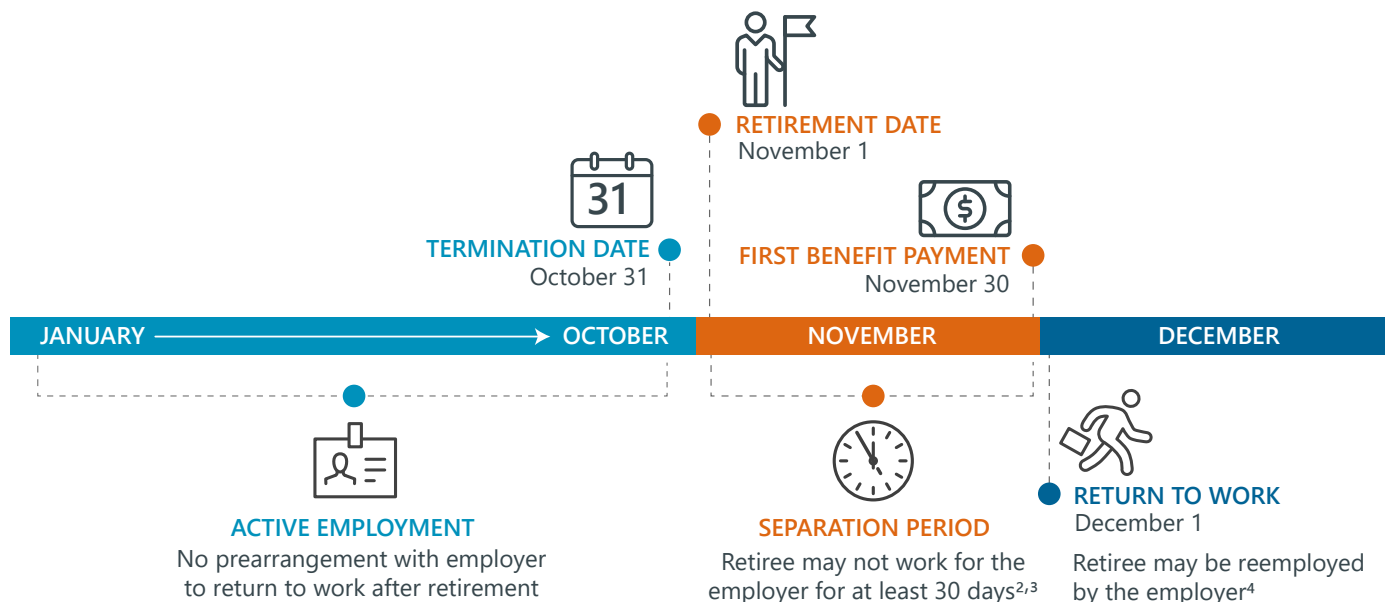 RETIREMENT DATE
November 1
31
TERMINATION DATE
October 31
$
FIRST BENEFIT PAYMENT
November 30
JANUARY
OCTOBER
NOVEMBER
DECEMBER
ACTIVE EMPLOYMENT
No prearrangement with employer
to return to work after retirement
SEPARATION PERIOD
Retiree may not work for the
employer for at least 30 days²,³
RETURN TO WORK
December 1
Retiree may be reemployed
by the employer⁴